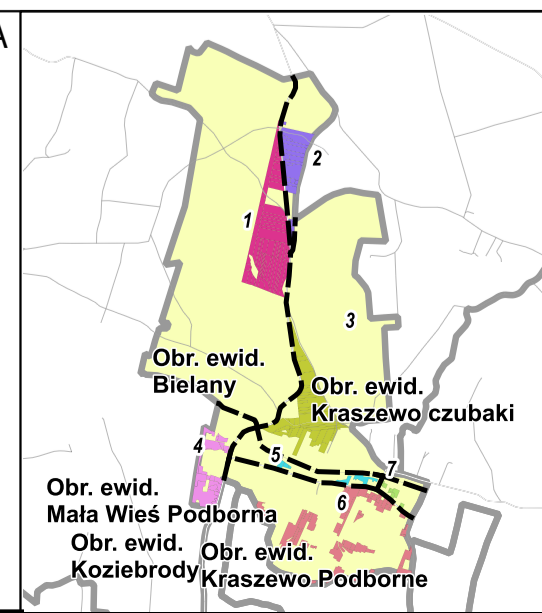 A
2
1
3
Obr. ewid.
Bielany
Obr. ewid.
Kraszewo czubaki
4
5
7
6
Obr. ewid.
Mała Wieś Podborna
Obr. ewid.
Koziebrody
Obr. ewid.
Kraszewo Podborne